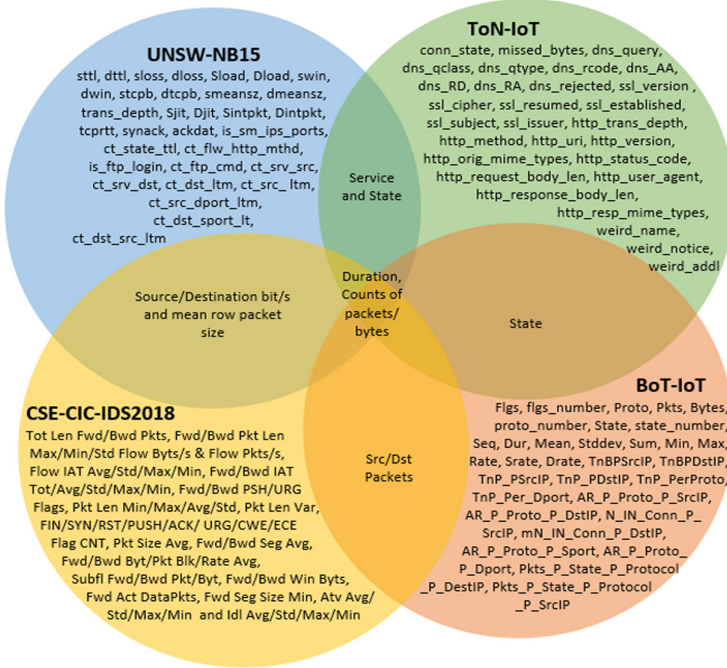 UNSW-NB15
sttl, dttl, sloss, dloss, Sload, Dload, swin,
dwin, stcpb, dtcpb, smeansz, dmeansz,
trans_depth, Sjit, Djit, Sintpkt, Dintpkt,
tcprtt, synack, ackdat, is_sm_ips_ports,
ct_state_ttl, ct_flw_http_mthd,
is_ftp_login, ct_ftp_cmd, ct_srv_src,
ct_srv_dst, ct_dst_ltm, ct_src_ ltm,
ct_src_dport_ltm,
ct_dst_sport_lt,
ct_dst_src_ltm
ToN-IoT
conn_state, missed_bytes, dns_query,
dns_qclass, dns_qtype, dns_rcode, dns_AA,
dns_RD, dns_RA, dns_rejected, ssl_version ,
ssl_cipher, ssl_resumed, ssl_established,
ssl_subject, ssl_issuer, http_trans_depth,
http_method, http_uri, http_version,
http_orig_mime_types, http_status_code,
http_request_body_len, http_user_agent,
http_response_body_len,
http_resp_mime_types,
weird_name,
weird_notice,
weird_addl
Service
and State
Source/Destination bit/s
and mean row packet
size
Duration,
Counts of
packets/
bytes
State
CSE-CIC-IDS2018
Tot Len Fwd/Bwd Pkts, Fwd/Bwd Pkt Len
Max/Min/Std Flow Byts/s & Flow Pkts/s,
Flow IAT Avg/Std/Max/Min, Fwd/Bwd IAT
Tot/Avg/Std/Max/Min, Fwd/Bwd PSH/URG
Flags, Pkt Len Min/Max/Avg/Std, Pkt Len Var,
FIN/SYN/RST/PUSH/ACK/ URG/CWE/ECE
Flag CNT, Pkt Size Avg, Fwd/Bwd Seg Avg,
Fwd/Bwd Byt/Pkt Blk/Rate Avg,
Subfl Fwd/Bwd Pkt/Byt, Fwd/Bwd Win Byts,
Fwd Act DataPkts, Fwd Seg Size Min, Atv Avg/
Std/Max/Min  and Idl Avg/Std/Max/Min
Src/Dst
Packets
BoT-IoT
Flgs, flgs_number, Proto, Pkts, Bytes,
proto_number, State, state_number,
Seq, Dur, Mean, Stddev, Sum, Min, Max,
Rate, Srate, Drate, TnBPSrcIP, TnBPDstIP,
TnP_PSrcIP, TnP_PDstIP, TnP_PerProto,
TnP_Per_Dport, AR_P_Proto_P_SrcIP,
AR_P_Proto_P_DstIP, N_IN_Conn_P_
SrcIP, mN_IN_Conn_P_DstIP,
AR_P_Proto_P_Sport, AR_P_Proto_
P_Dport, Pkts_P_State_P_Protocol
_P_DestIP, Pkts_P_State_P_Protocol
_P_SrcIP